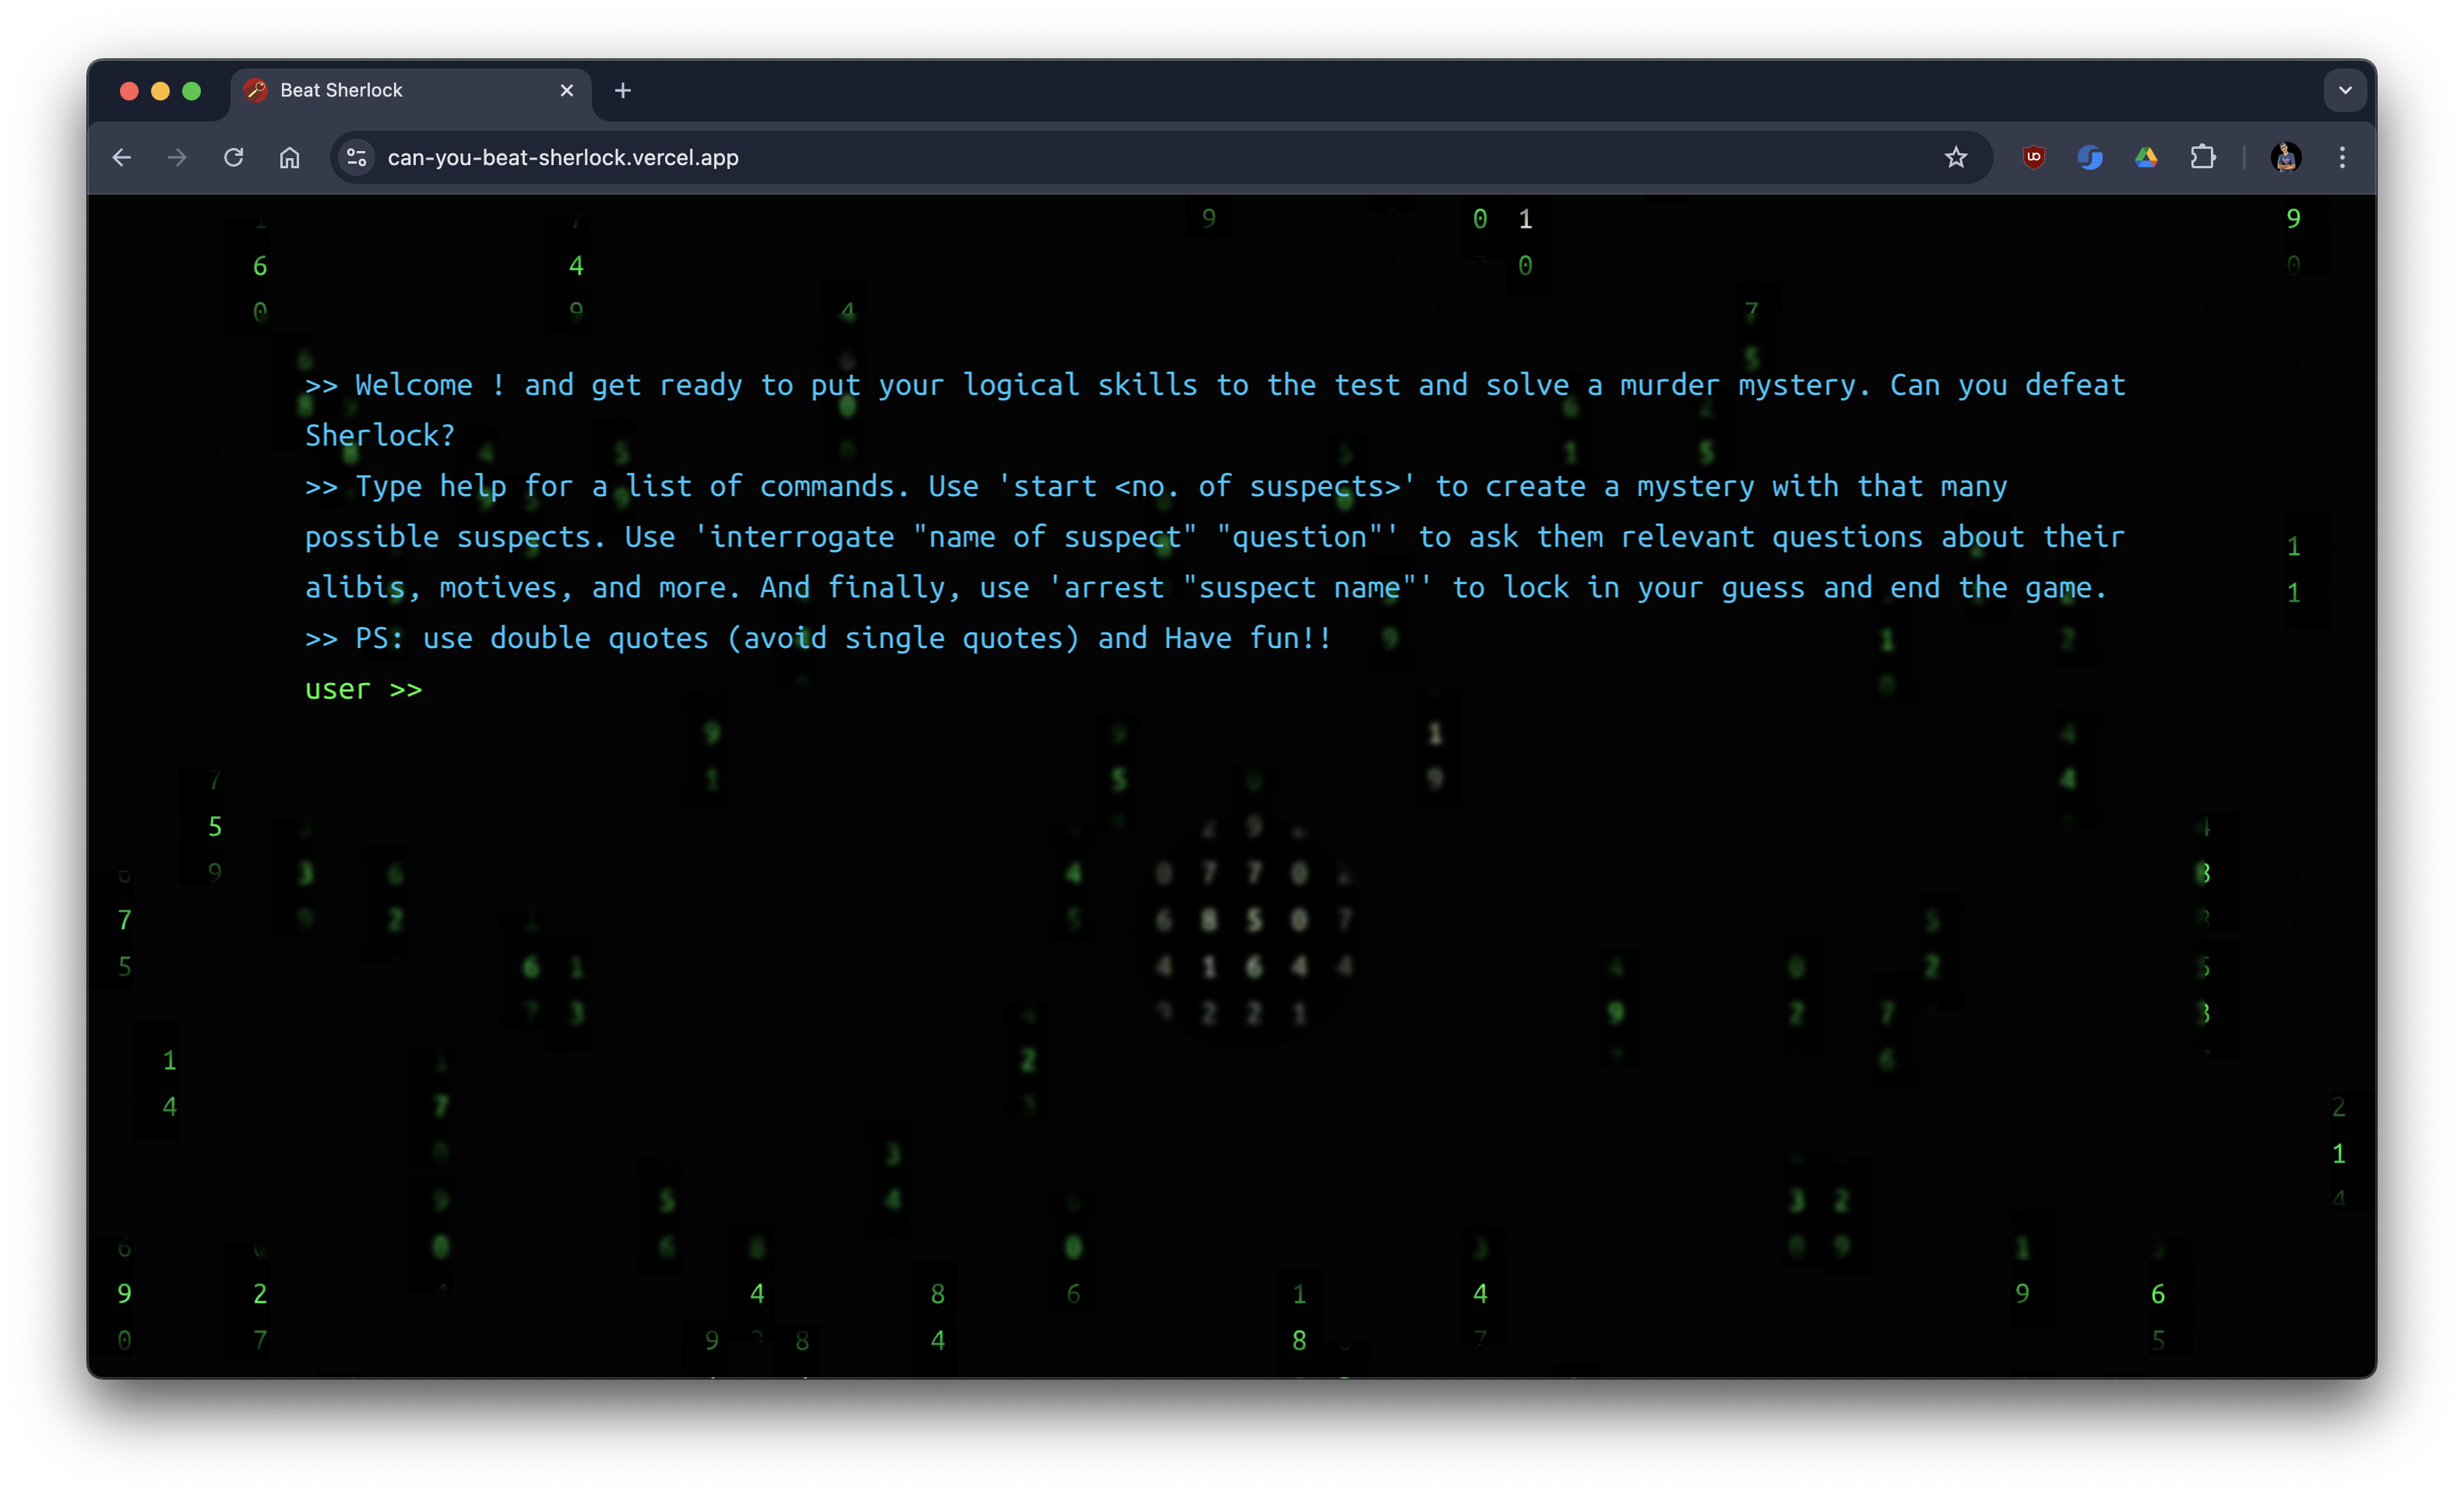 Beat Sherlock
can-you-beat-sherlock.vercel.app
>> Welcome ! and get ready to put your logical skills to the test and solve a murder mystery. Can you defeat
Sherlock?
>> Type help for a list of commands. Use 'start <no. of suspects>' to create a mystery with that many
possible suspects. Use 'interrogate "name of suspect" "question"' to ask them relevant questions about their
alibis, motives, and more. And finally, use 'arrest "suspect name"' to lock in your guess and end the game.
>> PS: use double quotes (avoid single quotes) and Have fun!!
user >>